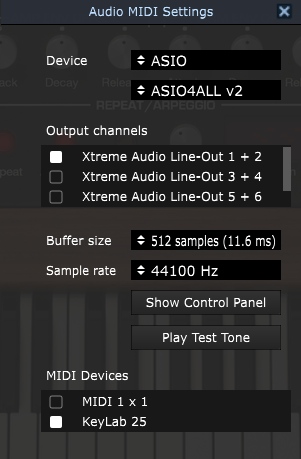 Audio MIDI Settings
Device
ASIO
ASIO4ALL v2
Decay
REPEAT/ARPEGGIO
Output channels
Xtreme Audio Line-Out 1 + 2
Xtreme Audio Line-Out 3 + 4
Xtreme Audio Line-Out 5 + 6
Buffer size
512 samples (11.6 ms)
Sample rate
44100 Hz
Show Control Panel
Play Test Tone
MIDI Devices
MIDI 1 x 1
KeyLab 25